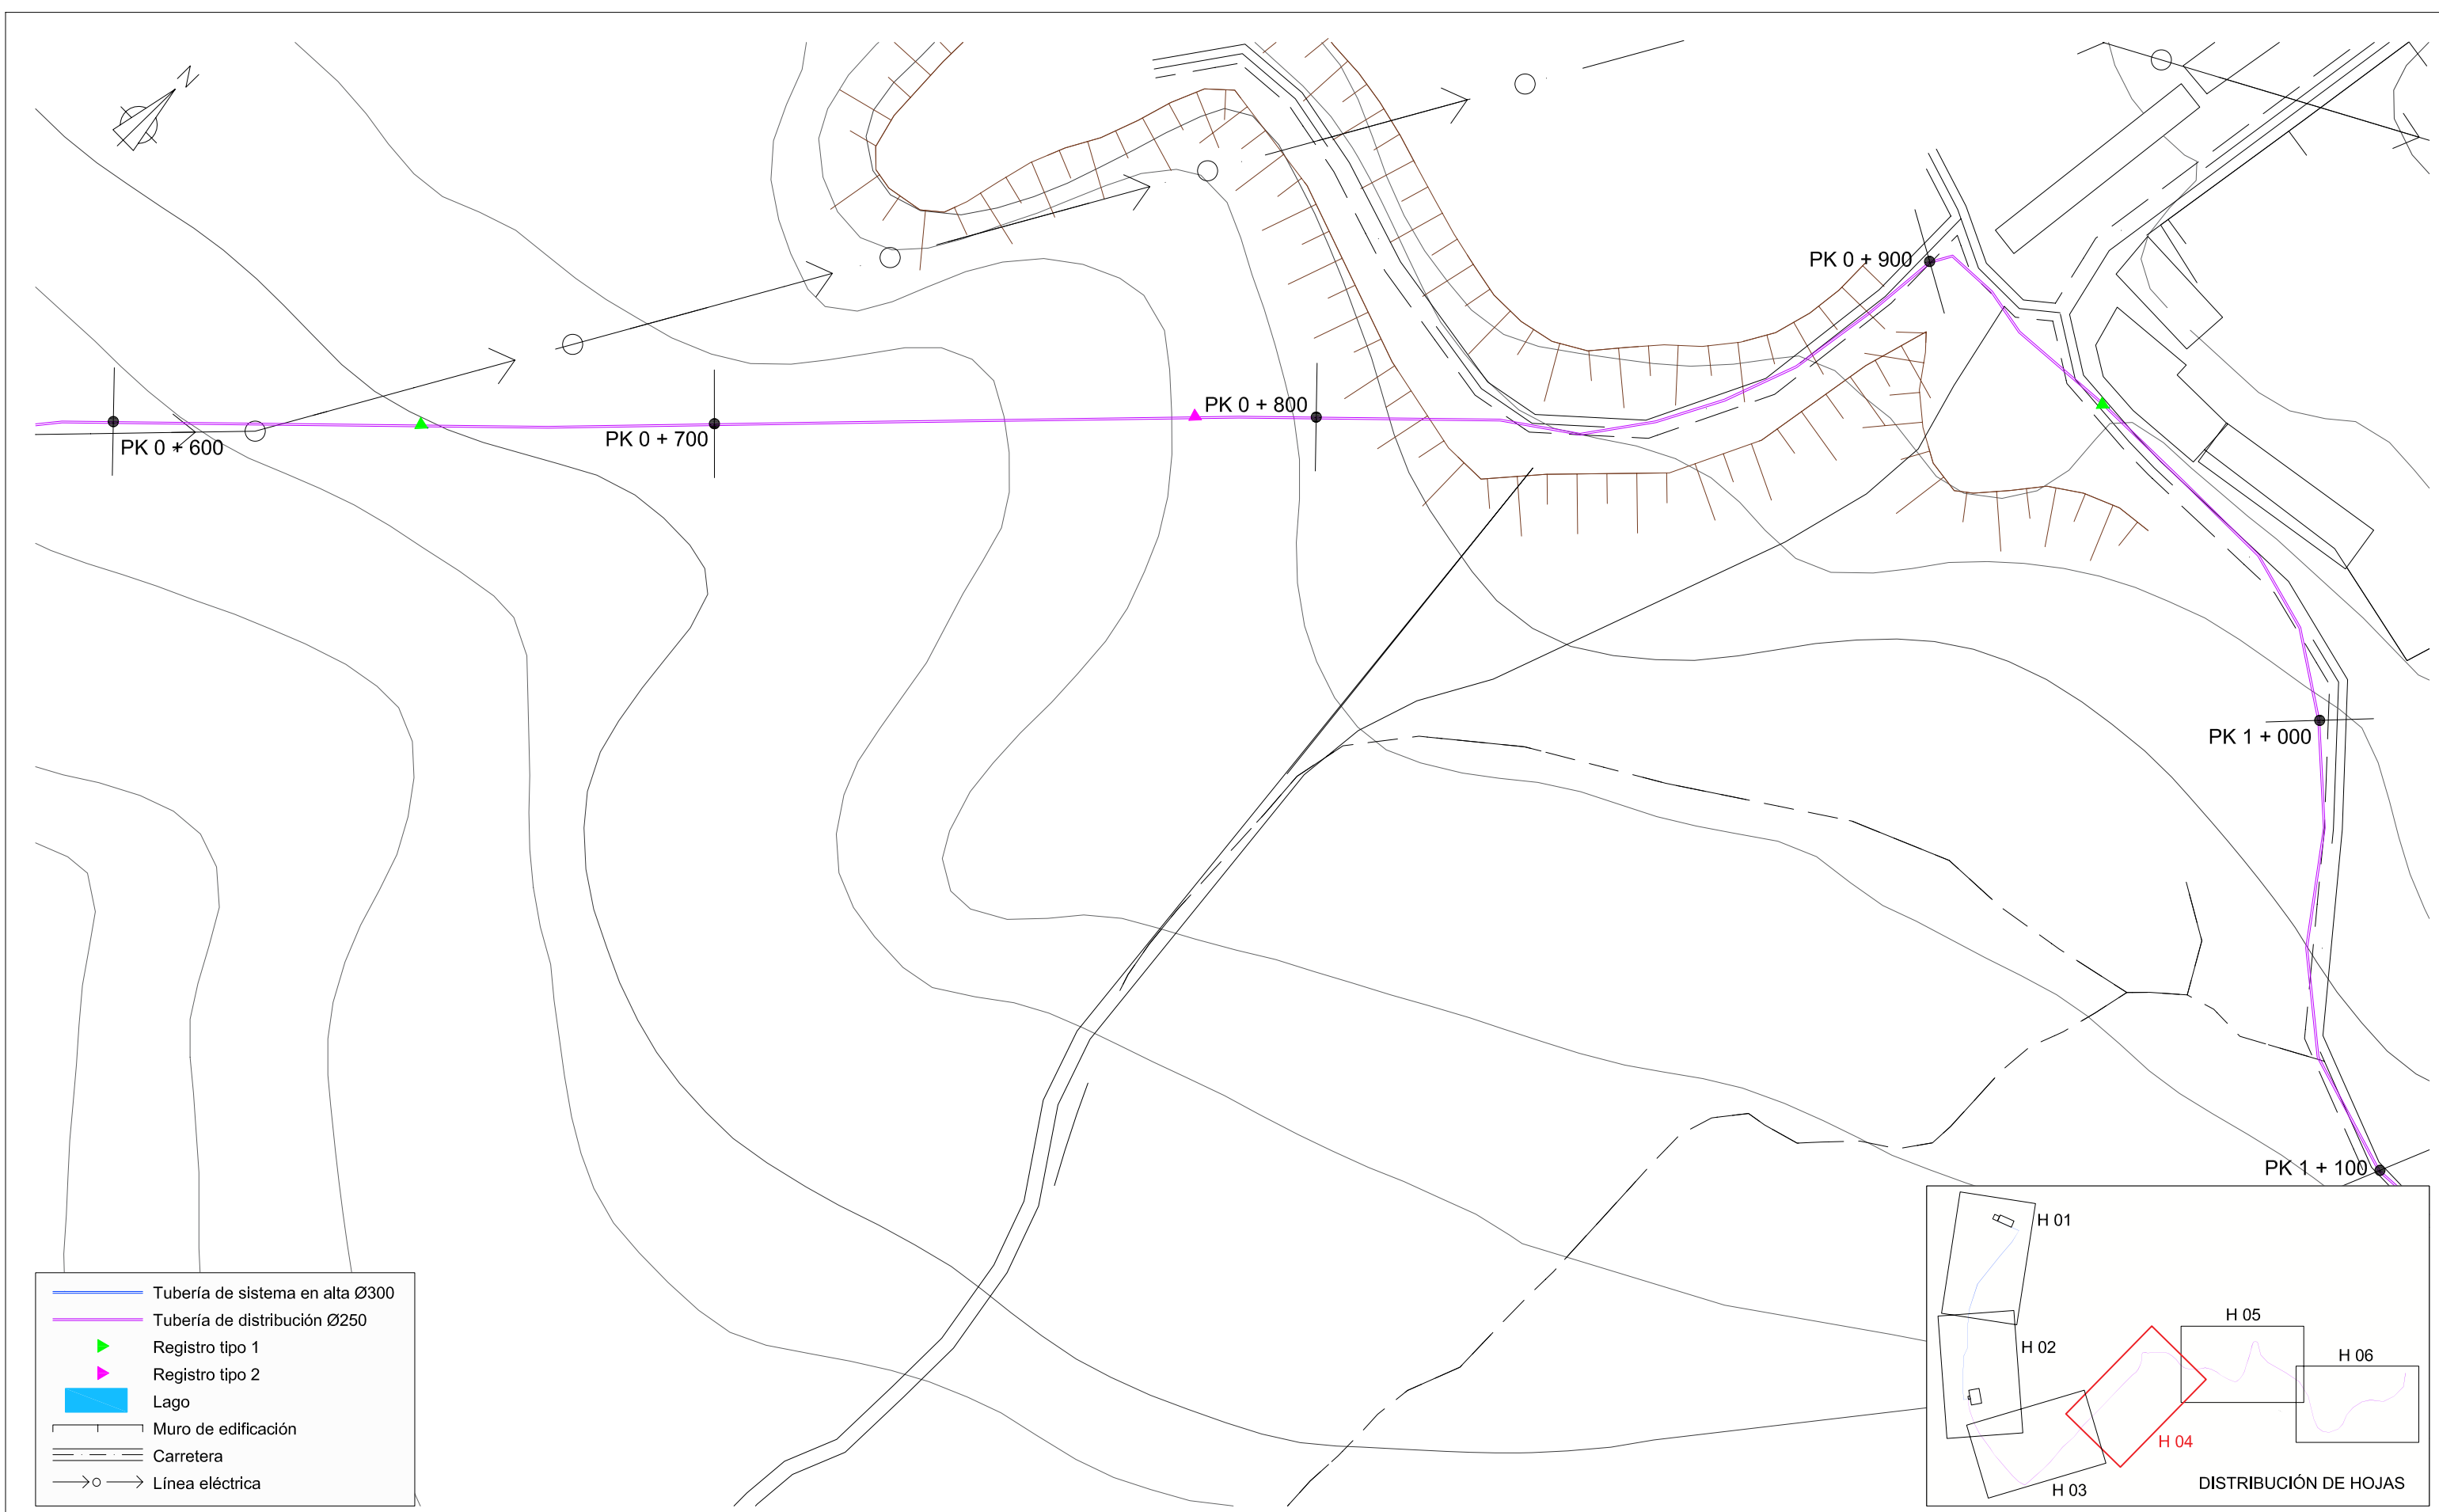 N
PK 0 + 900
PK 0 + 800
PK 0 + 700
PK 0 + 600
PK 1 + 000
PK 1 + 100
Tubería de sistema en alta Ø300
Tubería de distribución Ø250
Registro tipo 1
Registro tipo 2
Lago
Muro de edificación
Carretera
Línea eléctrica
H 01
H 02
H 05
H 06
H 04
H 03
DISTRIBUCIÓN DE HOJAS